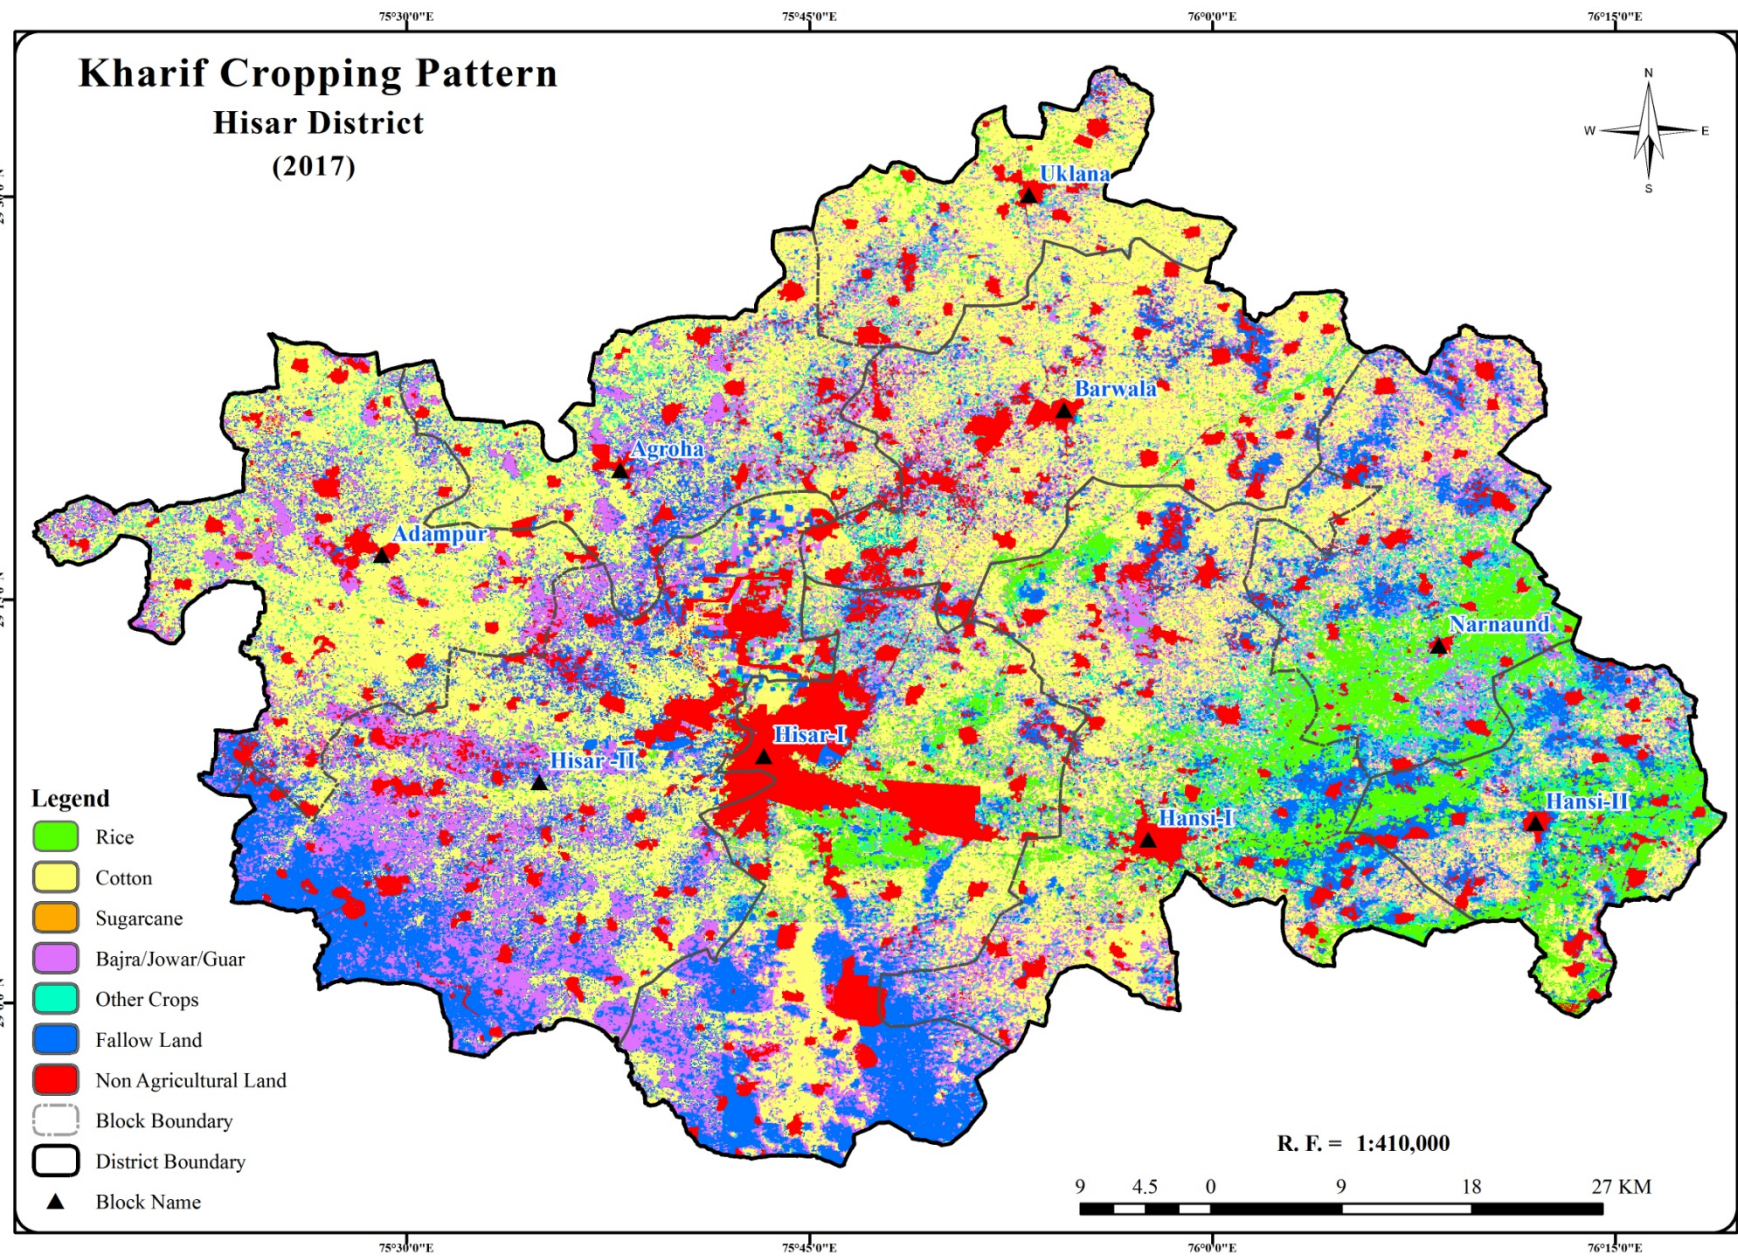 75°30'0"E
75°45'0"E
76°0'0"E
76°15'0"E
Kharif Cropping Pattern
Hisar District
(2017)
N
W
E
S
Uklana
Barwala
Agroha
Adampur
Narnaund
Hisar-I
Hisar -II
Hansi-I
Hansi-II
Legend
Rice
Cotton
Sugarcane
Bajra/Jowar/Guar
Other Crops
Fallow Land
Non Agricultural Land
Block Boundary
District Boundary
Block Name
R. F. = 1:410,000
9 4.5 0 9 18 27 KM
75°30'0"E
75°45'0"E
76°0'0"E
76°15'0"E